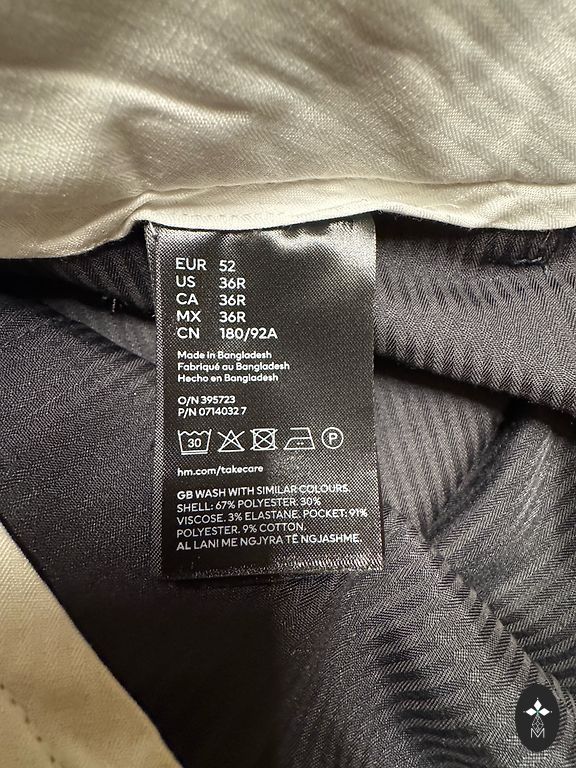 EUR 52
US 36R
CA 36R
MX 36R
CN 180/92A
Made in Bangladesh
Fabriqué au Bangladesh
Hecho en Bangladesh
O/N 395723
P/N 0714032 7
30
P
hm.com/takecare
GB WASH WITH SIMILAR COLOURS.
SHELL: 67% POLYESTER. 30%
VISCOSE. 3% ELASTANE. POCKET: 91%
POLYESTER. 9% COTTON.
AL LANI ME NGJYRA TË NGJASHME.
M